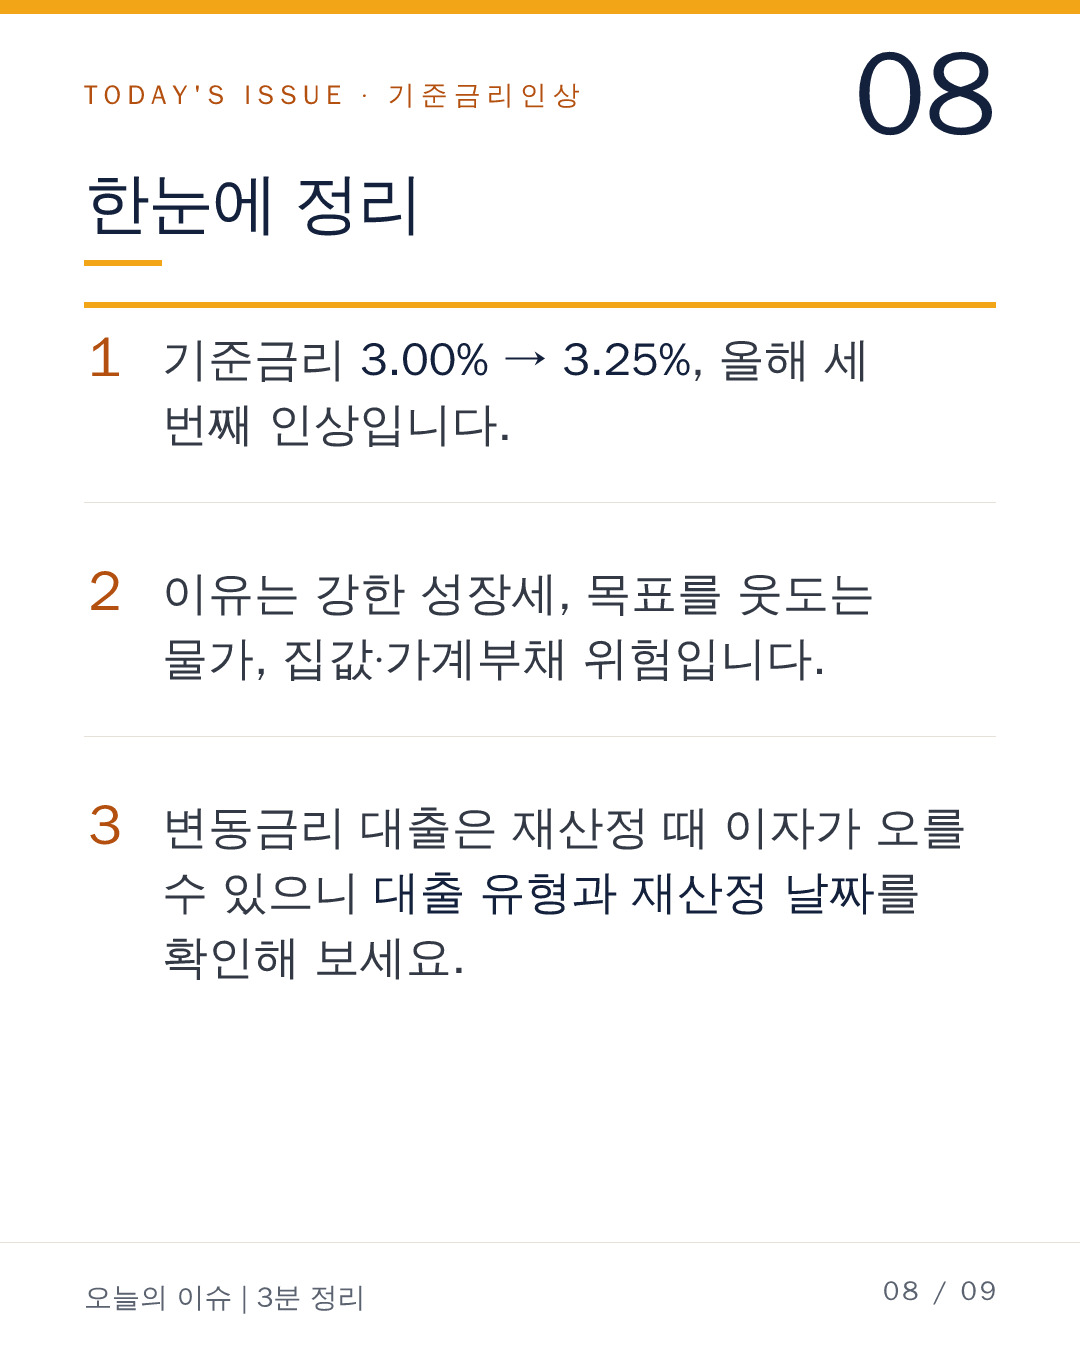 TODAY'S ISSUE · 기준금리인상
08
한눈에 정리
1 기준금리 3.00% → 3.25%, 올해 세
번째 인상입니다.
2 이유는 강한 성장세, 목표를 웃도는
물가, 집값·가계부채 위험입니다.
3 변동금리 대출은 재산정 때 이자가 오를
수 있으니 대출 유형과 재산정 날짜를
확인해 보세요.
오늘의 이슈 | 3분 정리
08 / 09